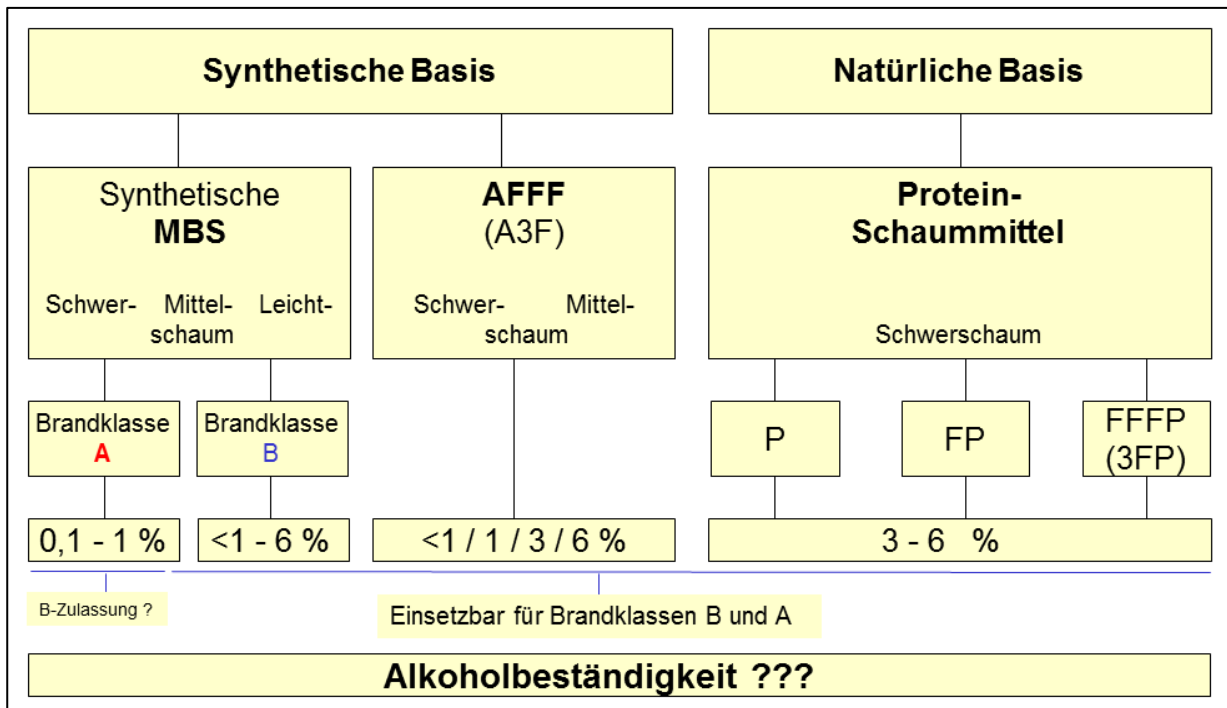 Synthetische Basis
Natürliche Basis
Synthetische
MBS
Schwer- Mittel- Leicht-
schaum
AFFF
(A3F)
Schwer- Mittel-
schaum
Protein-
Schaummittel
Schwerschaum
Brandklasse
A
Brandklasse
B
P
FP
FFFP
(3FP)
0,1 - 1 %
<1 - 6 %
<1 / 1 / 3 / 6 %
3 - 6 %
B-Zulassung ?
Einsetzbar für Brandklassen B und A
Alkoholbeständigkeit ???